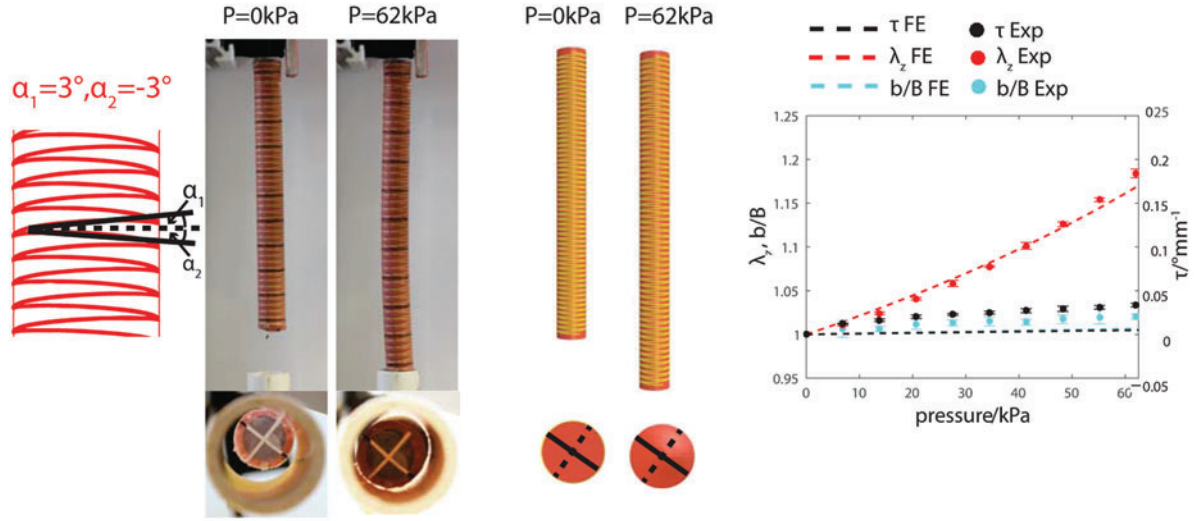 P=0kPa
P=62kPa
P=0kPa
P=62kPa
α₁=3°,α₂=-3°
α₁
α₂
τ FE
τ Exp
λz FE
λz Exp
b/B FE
b/B Exp
1.25
1.2
1.15
1.1
1.05
1
0.95
λz, b/B
025
0.2
0.15
0.1
0.05
0
0.05
τ/°mm⁻¹
0
10
20
30
40
50
60
pressure/kPa